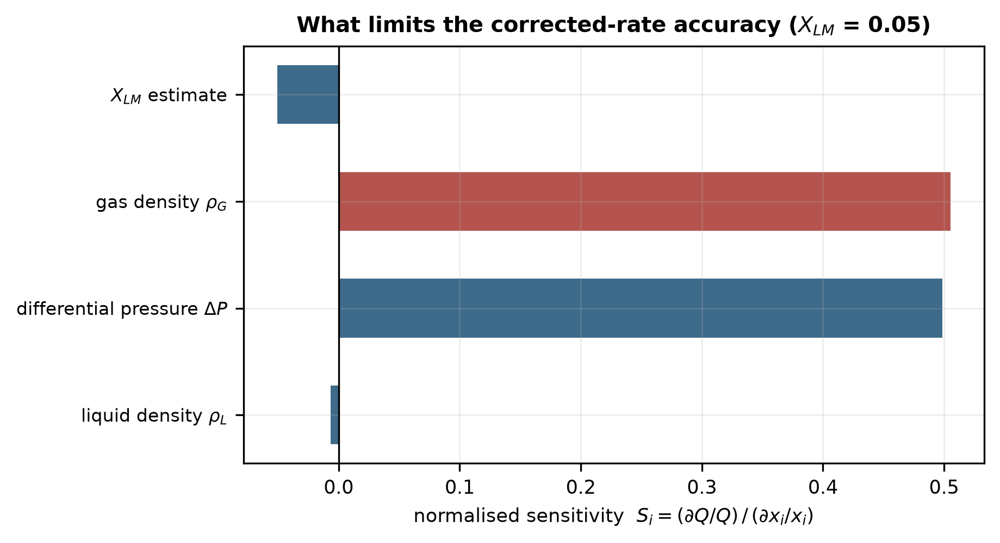 What limits the corrected-rate accuracy (X_LM = 0.05)
X_LM estimate
gas density ρ_G
differential pressure ΔP
liquid density ρ_L
0.0 0.1 0.2 0.3 0.4 0.5
normalised sensitivity S_i = (∂Q/Q) / (∂x_i/x_i)